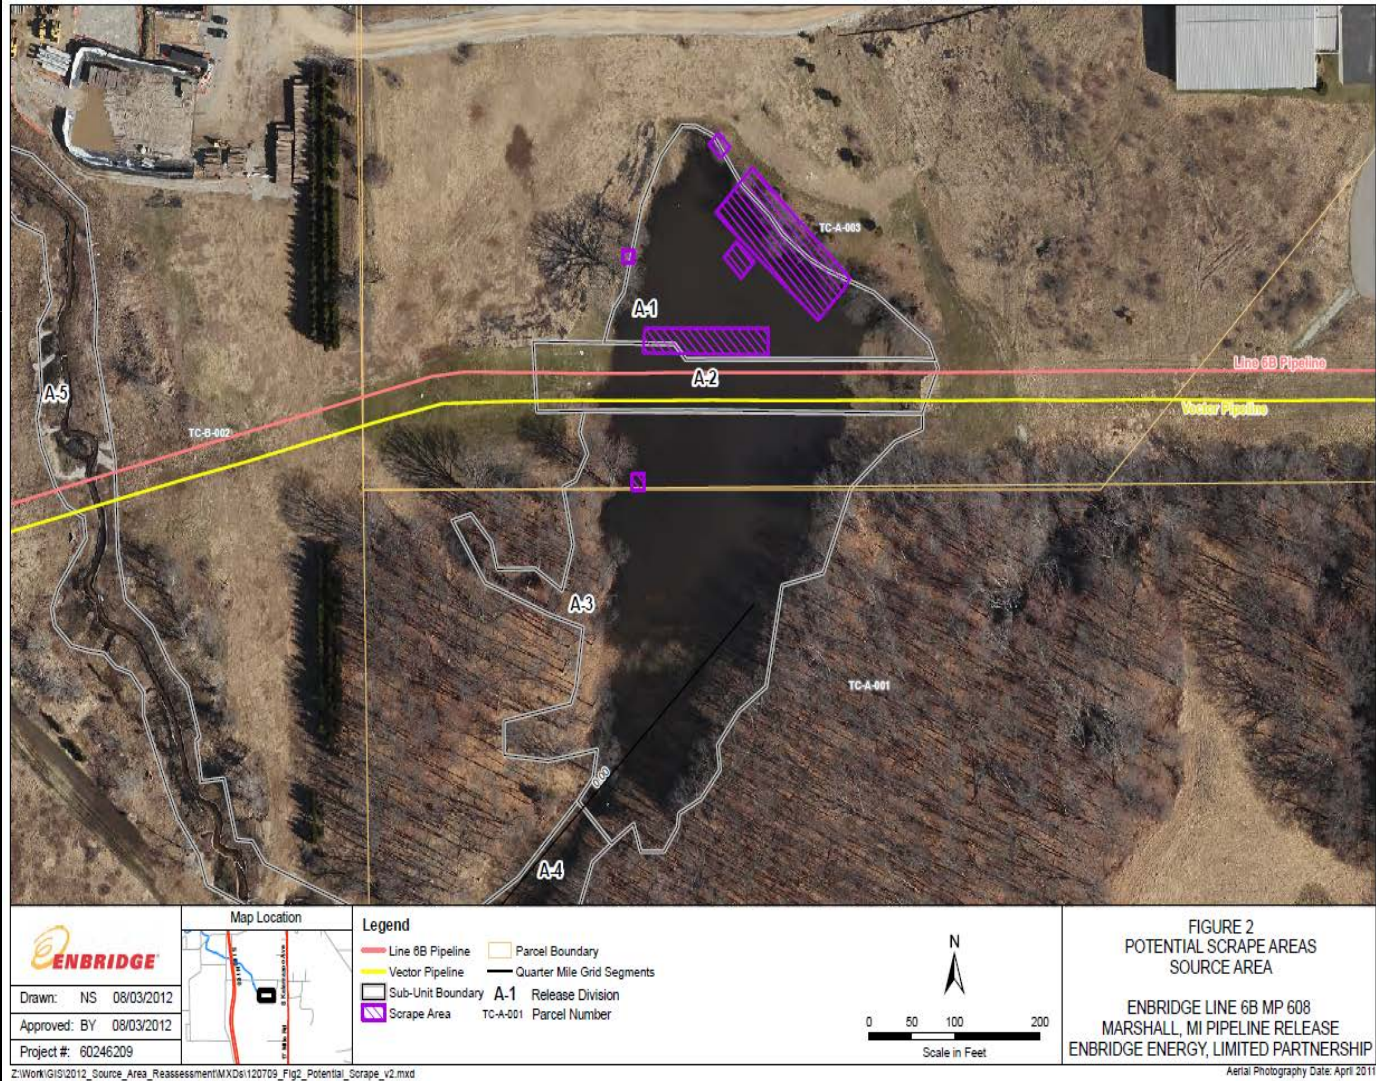 TC-A-003
A-1
Line 6B Pipeline
A-2
A-5
Vector Pipeline
TC-B-002
A-3
TC-A-001
0.00
A-4
ENBRIDGE
Drawn: NS 08/03/2012
Approved: BY 08/03/2012
Project #: 60246209
Map Location
Legend
Line 6B Pipeline
Parcel Boundary
Vector Pipeline
Quarter Mile Grid Segments
Sub-Unit Boundary
A-1 Release Division
Scrape Area
TC-A-001 Parcel Number
N
0 50 100 200
Scale in Feet
FIGURE 2
POTENTIAL SCRAPE AREAS
SOURCE AREA
ENBRIDGE LINE 6B MP 608
MARSHALL, MI PIPELINE RELEASE
ENBRIDGE ENERGY, LIMITED PARTNERSHIP
Z:\Work\GIS\2012_Source_Area_Reassessment\MXDs\120709_Fig2_Potential_Scrape_v2.mxd
Aerial Photography Date: April 2011